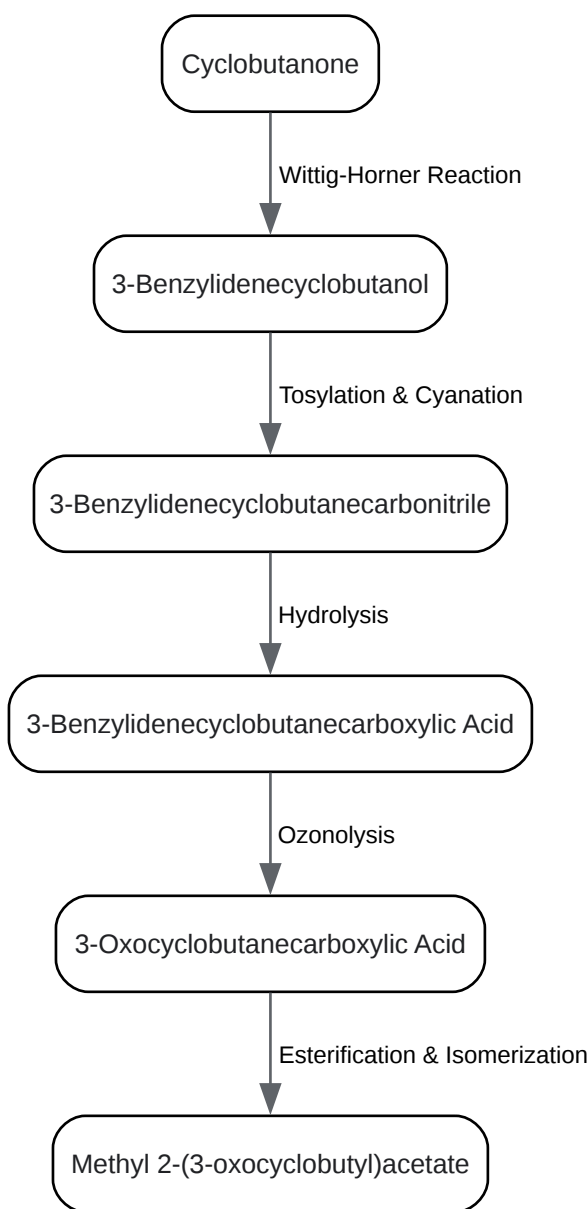 Cyclobutanone
Wittig-Horner Reaction
3-Benzylidenecyclobutanol
Tosylation & Cyanation
3-Benzylidenecyclobutanecarbonitrile
Hydrolysis
3-Benzylidenecyclobutanecarboxylic Acid
Ozonolysis
3-Oxocyclobutanecarboxylic Acid
Esterification & Isomerization
Methyl 2-(3-oxocyclobutyl)acetate